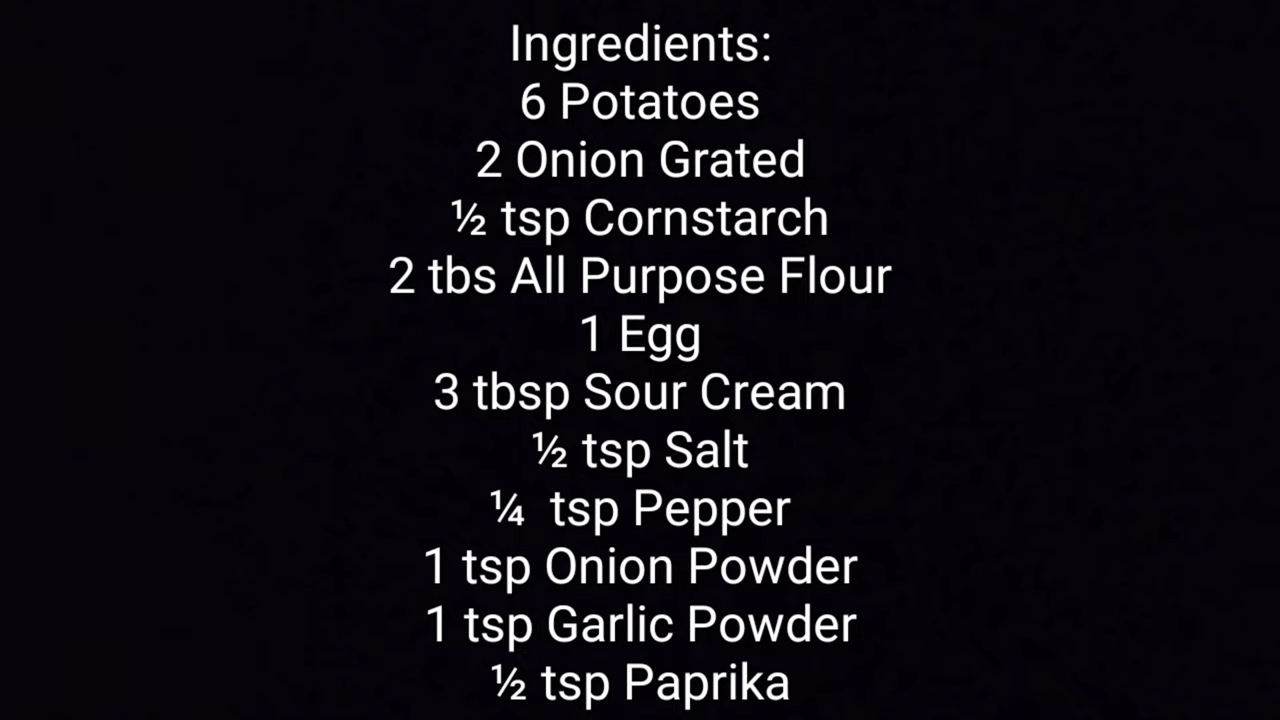 Ingredients:
6 Potatoes
2 Onion Grated
½ tsp Cornstarch
2 tbs All Purpose Flour
1 Egg
3 tbsp Sour Cream
½ tsp Salt
¼  tsp Pepper
1 tsp Onion Powder
1 tsp Garlic Powder
½ tsp Paprika